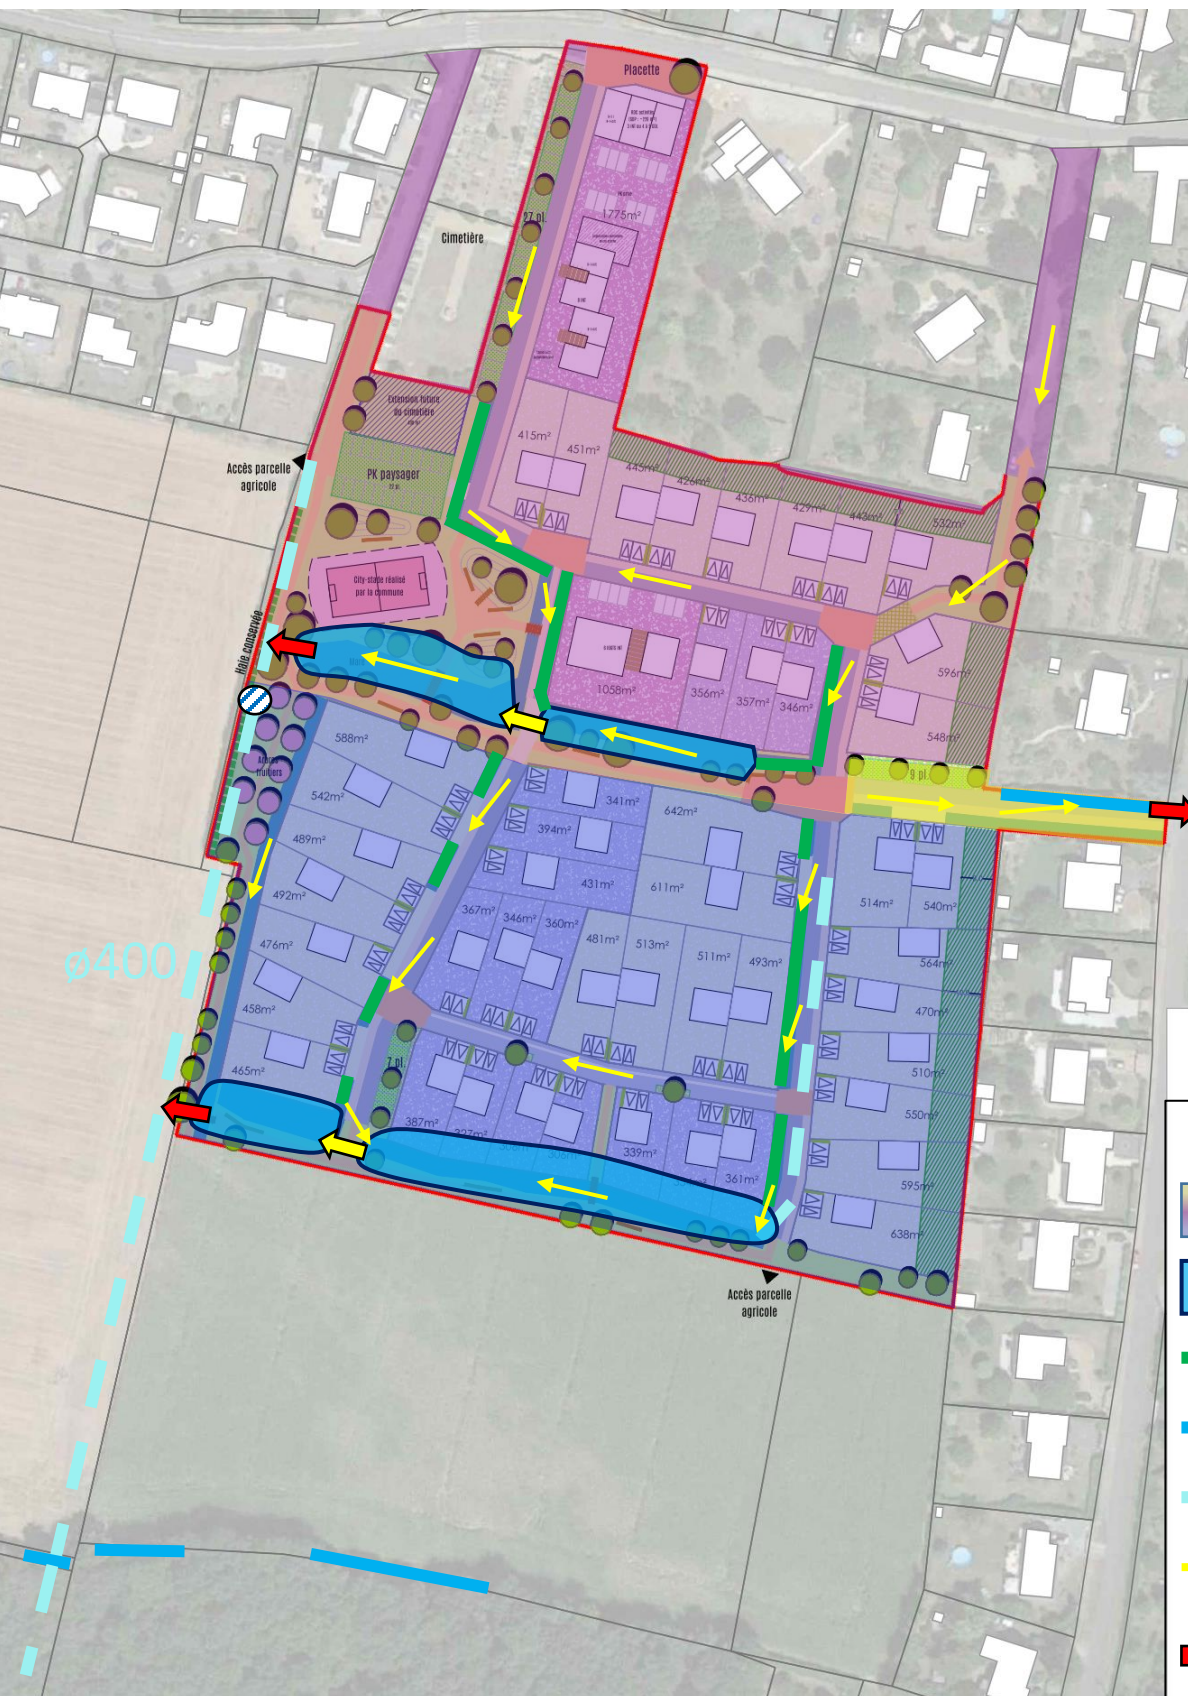 Placette
27 pl.
1775m²
Cimetière
Extension future
du cimetière
PK paysager
Accès parcelle
agricole
415m²
451m²
445m²
426m²
436m²
429m²
443m²
532m²
City-stade réalisé
par la commune
Haie conservée
1058m²
356m²
357m²
346m²
596m²
548m²
9 pl.
Arbres
fruitiers
588m²
542m²
489m²
492m²
476m²
458m²
465m²
341m²
394m²
431m²
367m²
346m²
360m²
642m²
611m²
481m²
513m²
511m²
493m²
514m²
540m²
564m²
470m²
510m²
550m²
595m²
638m²
ø400
7 pl.
387m²
327m²
339m²
361m²
Accès parcelle
agricole